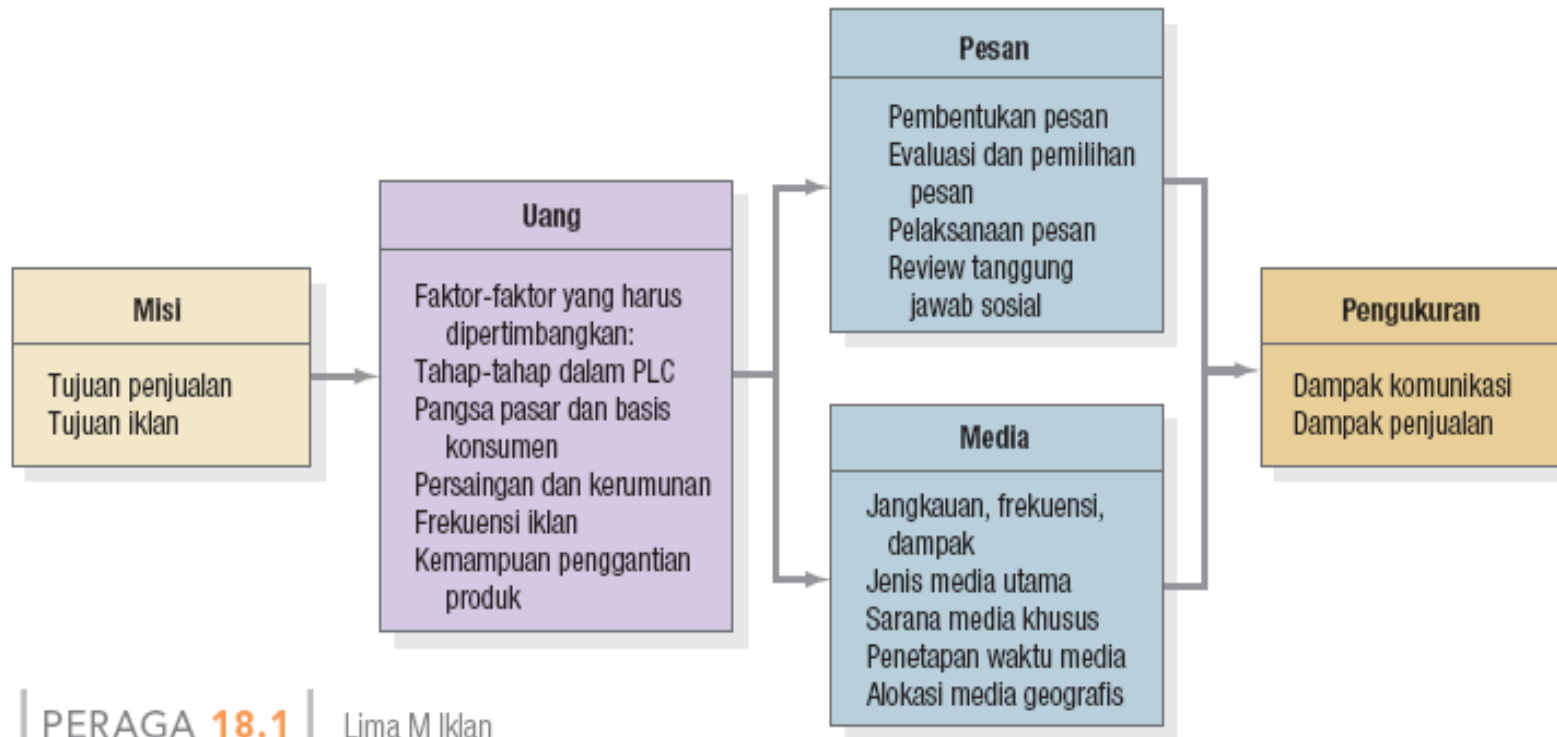 Misi
Tujuan penjualan
Tujuan iklan
Uang
Faktor-faktor yang harus
dipertimbangkan:
Tahap-tahap dalam PLC
Pangsa pasar dan basis
konsumen
Persaingan dan kerumunan
Frekuensi iklan
Kemampuan penggantian
produk
Pesan
Pembentukan pesan
Evaluasi dan pemilihan
pesan
Pelaksanaan pesan
Review tanggung
jawab sosial
Media
Jangkauan, frekuensi,
dampak
Jenis media utama
Sarana media khusus
Penetapan waktu media
Alokasi media geografis
Pengukuran
Dampak komunikasi
Dampak penjualan
PERAGA 18.1 Lima M Iklan